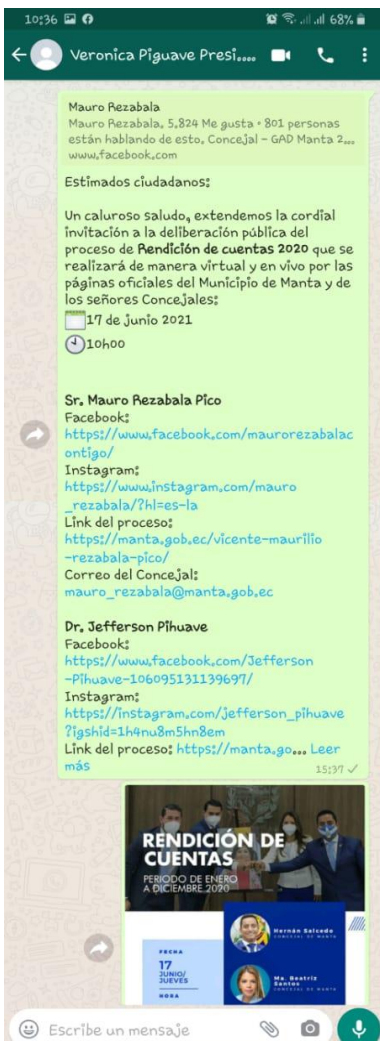 10:36 68%
Veronica Piguave Presi....
Mauro Rezabala
Mauro Rezabala, 5,824 Me gusta • 801 personas
están hablando de esto, Concejal - GAD Manta 2...
www.facebook.com
Estimados ciudadanos:
Un caluroso saludo, extendemos la cordial
invitación a la deliberación pública del
proceso de Rendición de cuentas 2020 que se
realizará de manera virtual y en vivo por las
páginas oficiales del Municipio de Manta y de
los señores Concejales:
17 de junio 2021
10h00
Sr. Mauro Rezabala Pico
Facebook:
https://www.facebook.com/maurorezabalac
ontigo/
Instagram:
https://www.instagram.com/mauro
_rezabala/?hl=es-la
Link del proceso:
https://manta.gob.ec/vicente-maurilio
-rezabala-pico/
Correo del Concejal:
mauro_rezabala@manta.gob.ec
Dr. Jefferson Pihuave
Facebook:
https://www.facebook.com/Jefferson
-Pihuave-106095131139697/
Instagram:
https://instagram.com/jefferson_pihuave
?igshid=1h4nu8m5hn8em
Link del proceso: https://manta.go... Leer
más
15:37
RENDICIÓN DE
CUENTAS
PERIODO DE ENERO
A DICIEMBRE 2020
FECHA
17
JUNIO/
JUEVES
HORA
Hernán Salcedo
CONCEJAL DE MANTA
Ma. Beatriz
Santos
CONCEJAL DE MANTA
Escribe un mensaje